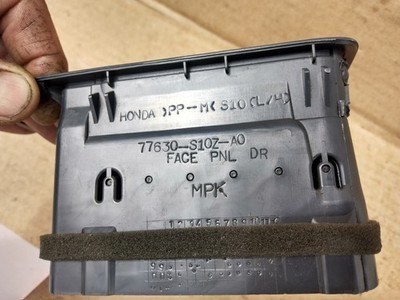 HONDA >PP-M< S10 (L/H)
77630-S10Z-A0
FACE PNL DR
MPK